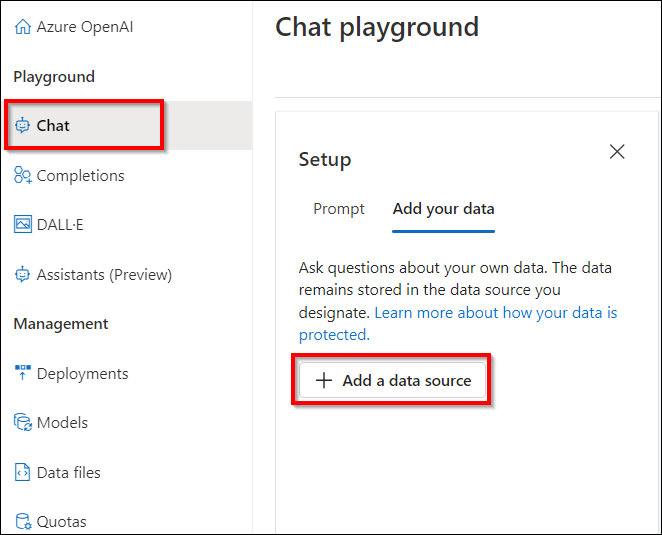 Azure OpenAI
Playground
Chat
Completions
DALL·E
Assistants (Preview)
Management
Deployments
Models
Data files
Quotas
Chat playground
Setup
Prompt
Add your data
Ask questions about your own data. The data
remains stored in the data source you
designate. Learn more about how your data is
protected.
Add a data source